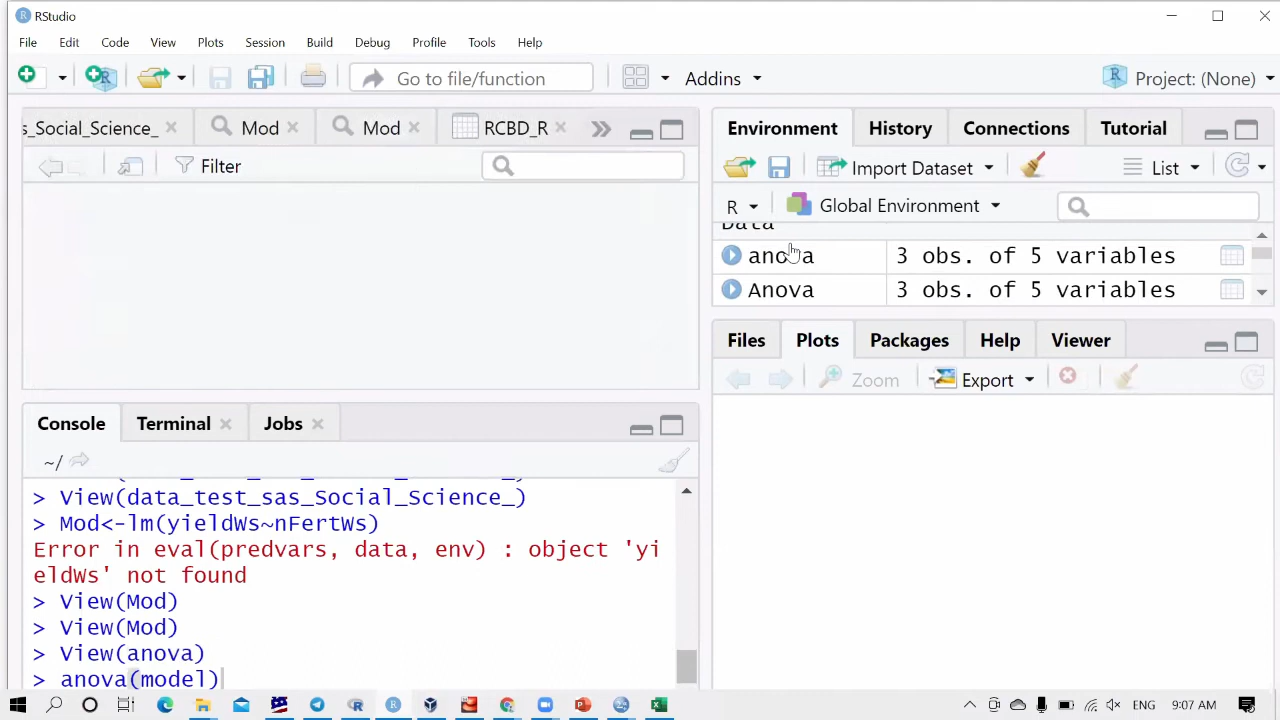 RStudio
File Edit Code View Plots Session Build Debug Profile Tools Help
Go to file/function Addins Project: (None)
s_Social_Science_ Mod Mod RCBD_R
Filter
Environment History Connections Tutorial
Import Dataset List
R Global Environment
Data
anova 3 obs. of 5 variables
Anova 3 obs. of 5 variables
Files Plots Packages Help Viewer
Zoom Export
Console Terminal Jobs
~/
> View(data_test_sas_Social_Science_)
> Mod<-lm(yieldWs~nFertWs)
Error in eval(predvars, data, env) : object 'yi
eldWs' not found
> View(Mod)
> View(Mod)
> View(anova)
> anova(model)
ENG 9:07 AM